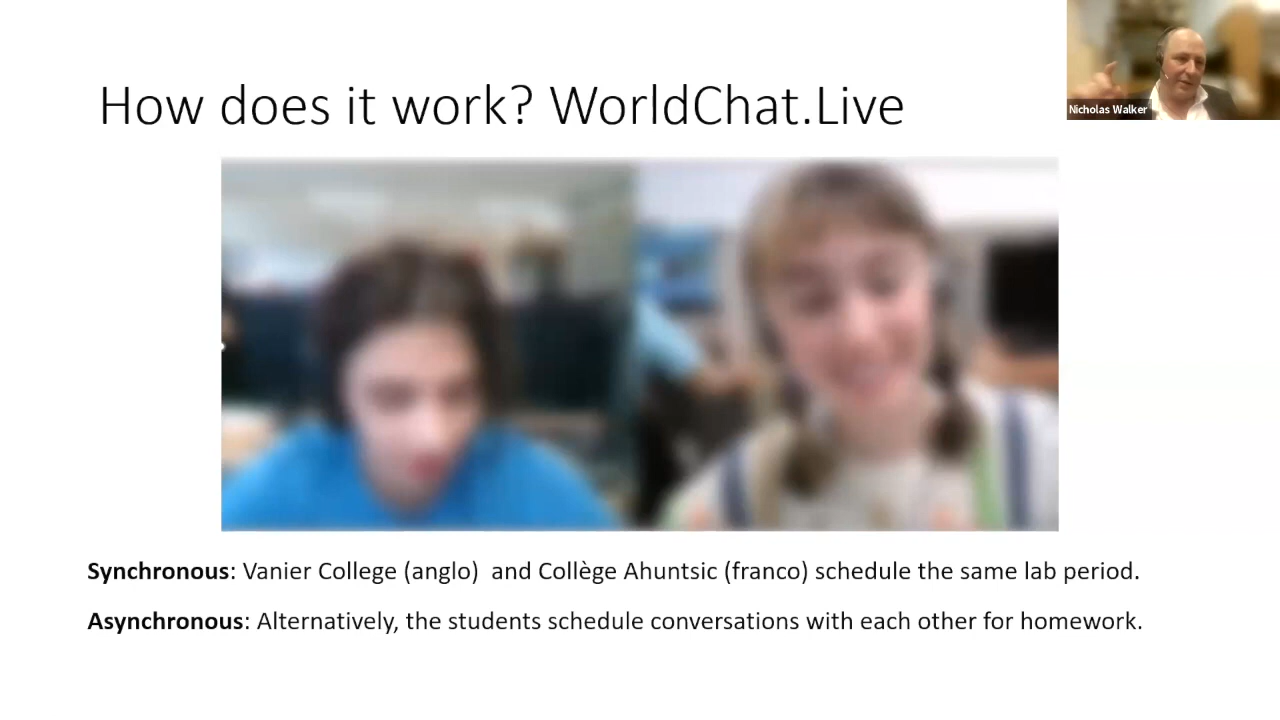 How does it work? WorldChat.Live
Nicholas Walker
Synchronous: Vanier College (anglo)  and Collège Ahuntsic (franco) schedule the same lab period.
Asynchronous: Alternatively, the students schedule conversations with each other for homework.